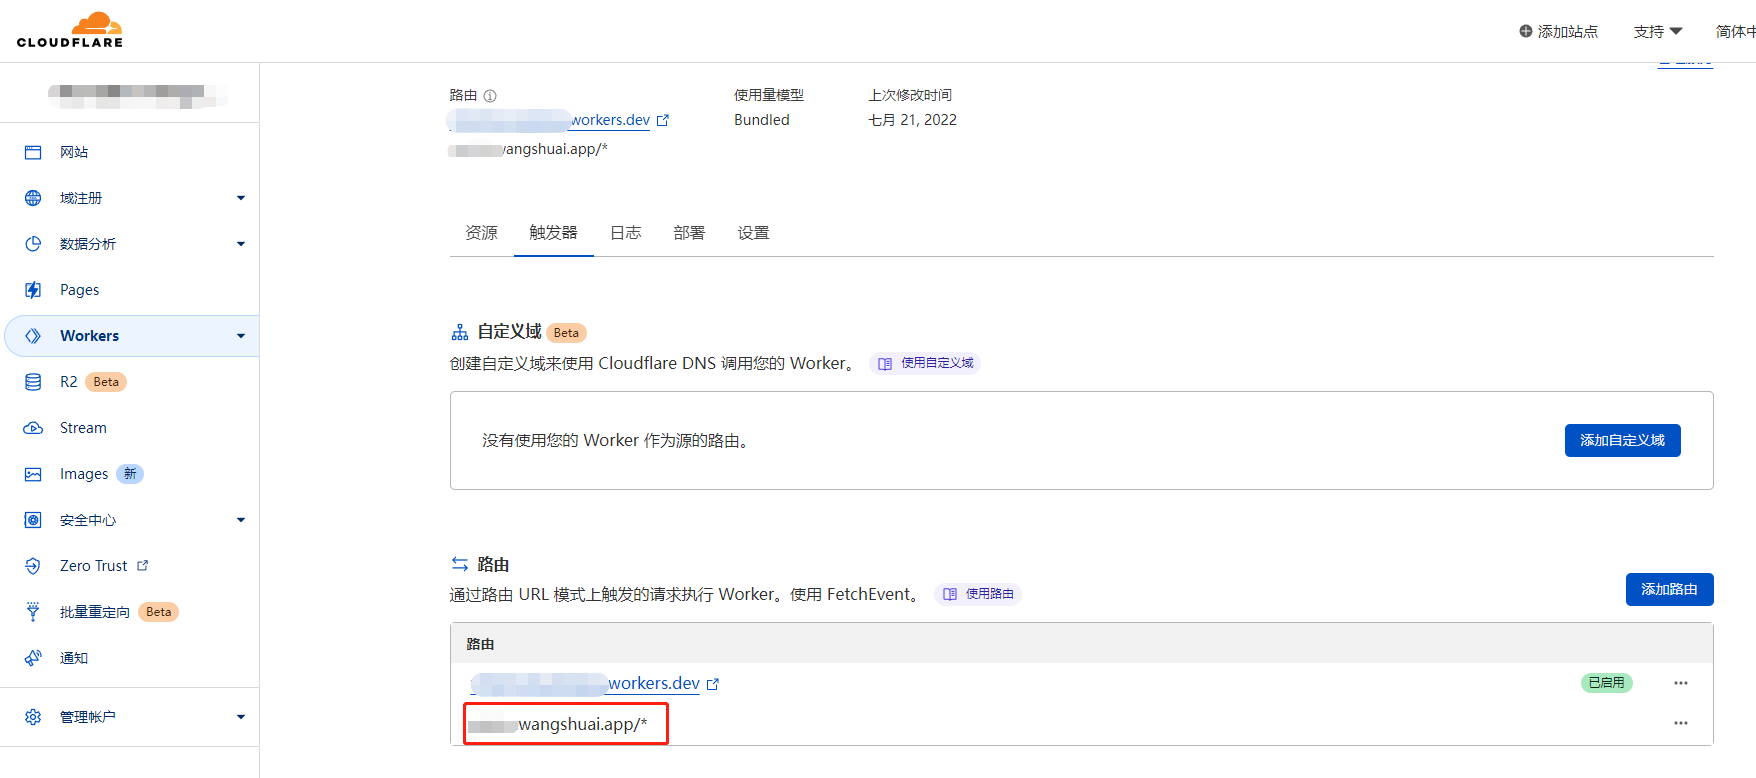 CLOUDFLARE
添加站点
支持
简体中
路由
使用量模型
上次修改时间
workers.dev
Bundled
七月 21, 2022
wangshuai.app/*
网站
域注册
数据分析
Pages
Workers
R2 Beta
Stream
Images 新
安全中心
Zero Trust
批量重定向 Beta
通知
管理帐户
资源
触发器
日志
部署
设置
自定义域 Beta
创建自定义域来使用 Cloudflare DNS 调用您的 Worker。 使用自定义域
没有使用您的 Worker 作为源的路由。
添加自定义域
路由
通过路由 URL 模式上触发的请求执行 Worker。使用 FetchEvent。 使用路由
添加路由
路由
workers.dev
已启用
wangshuai.app/*